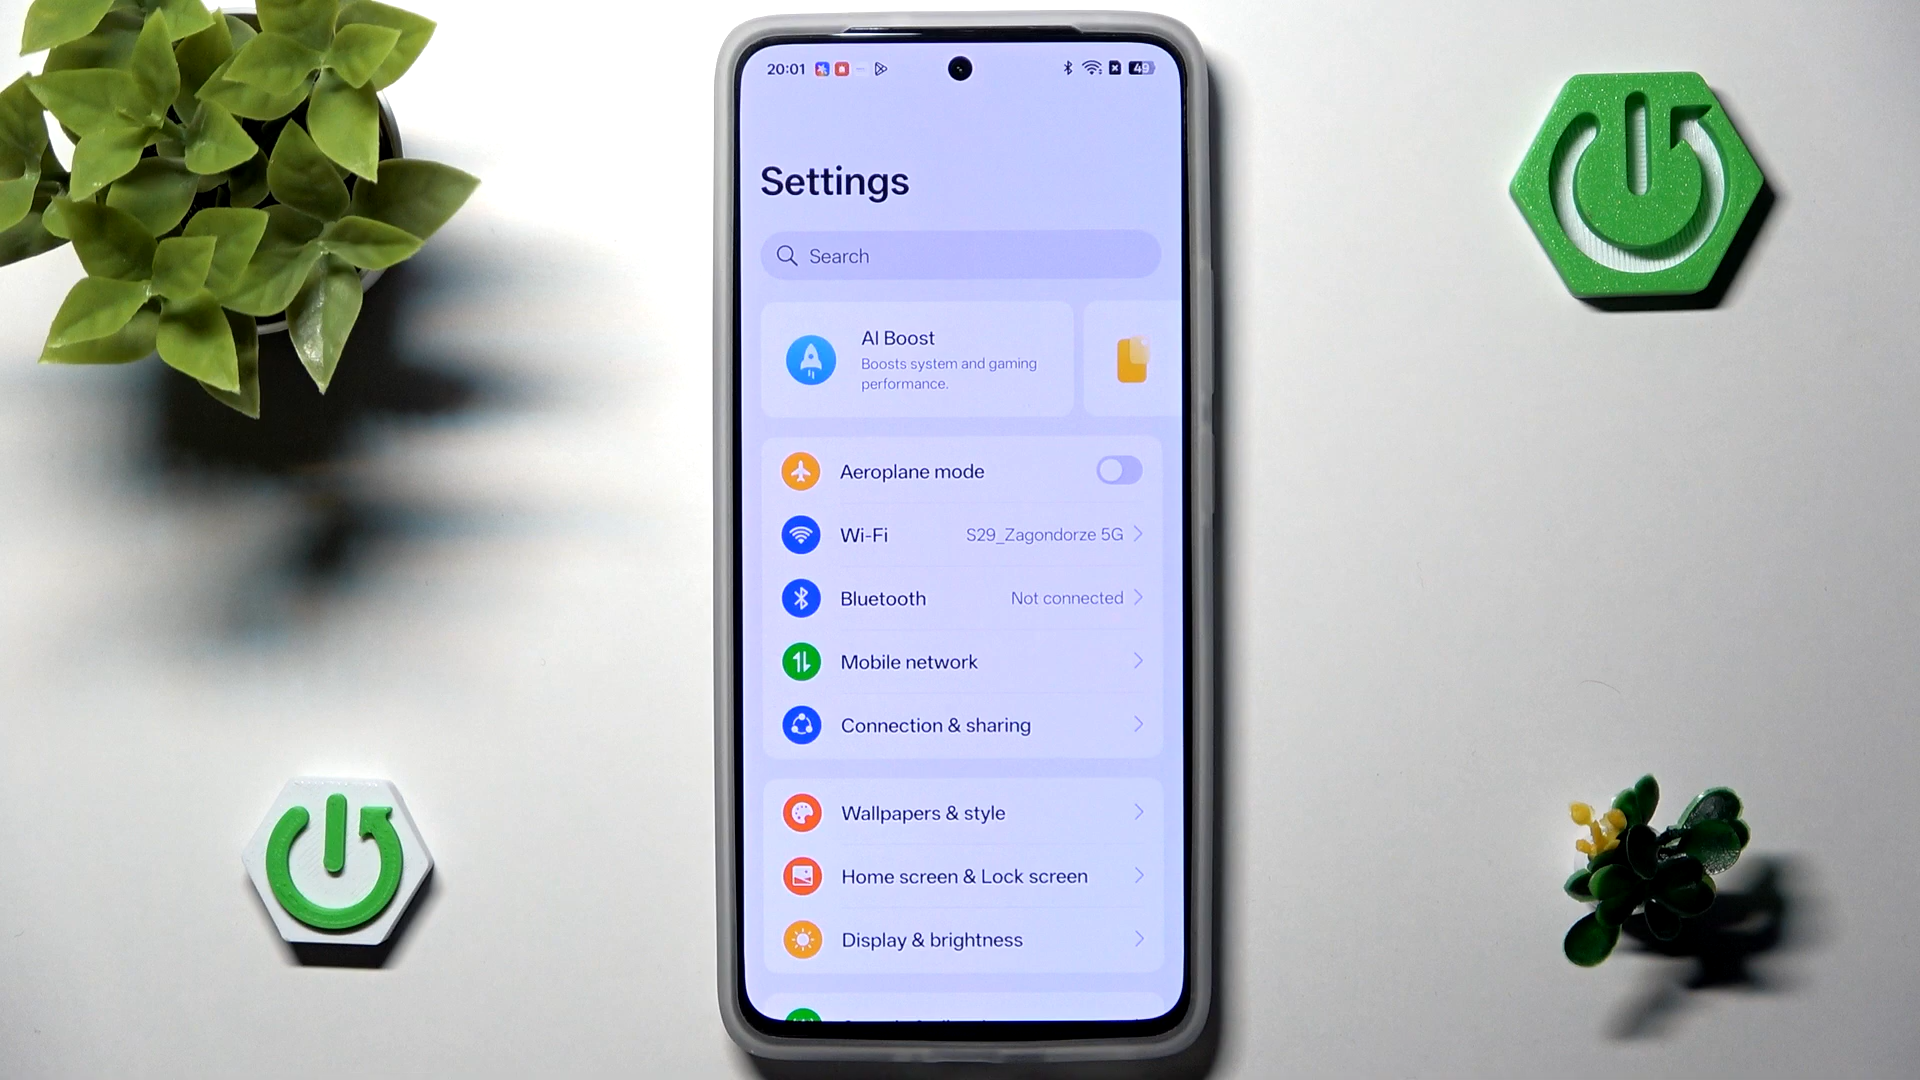 20:01
49
Settings
Search
AI Boost
Boosts system and gaming
performance.
Aeroplane mode
Wi-Fi
S29_Zagondorze 5G
Bluetooth
Not connected
Mobile network
Connection & sharing
Wallpapers & style
Home screen & Lock screen
Display & brightness